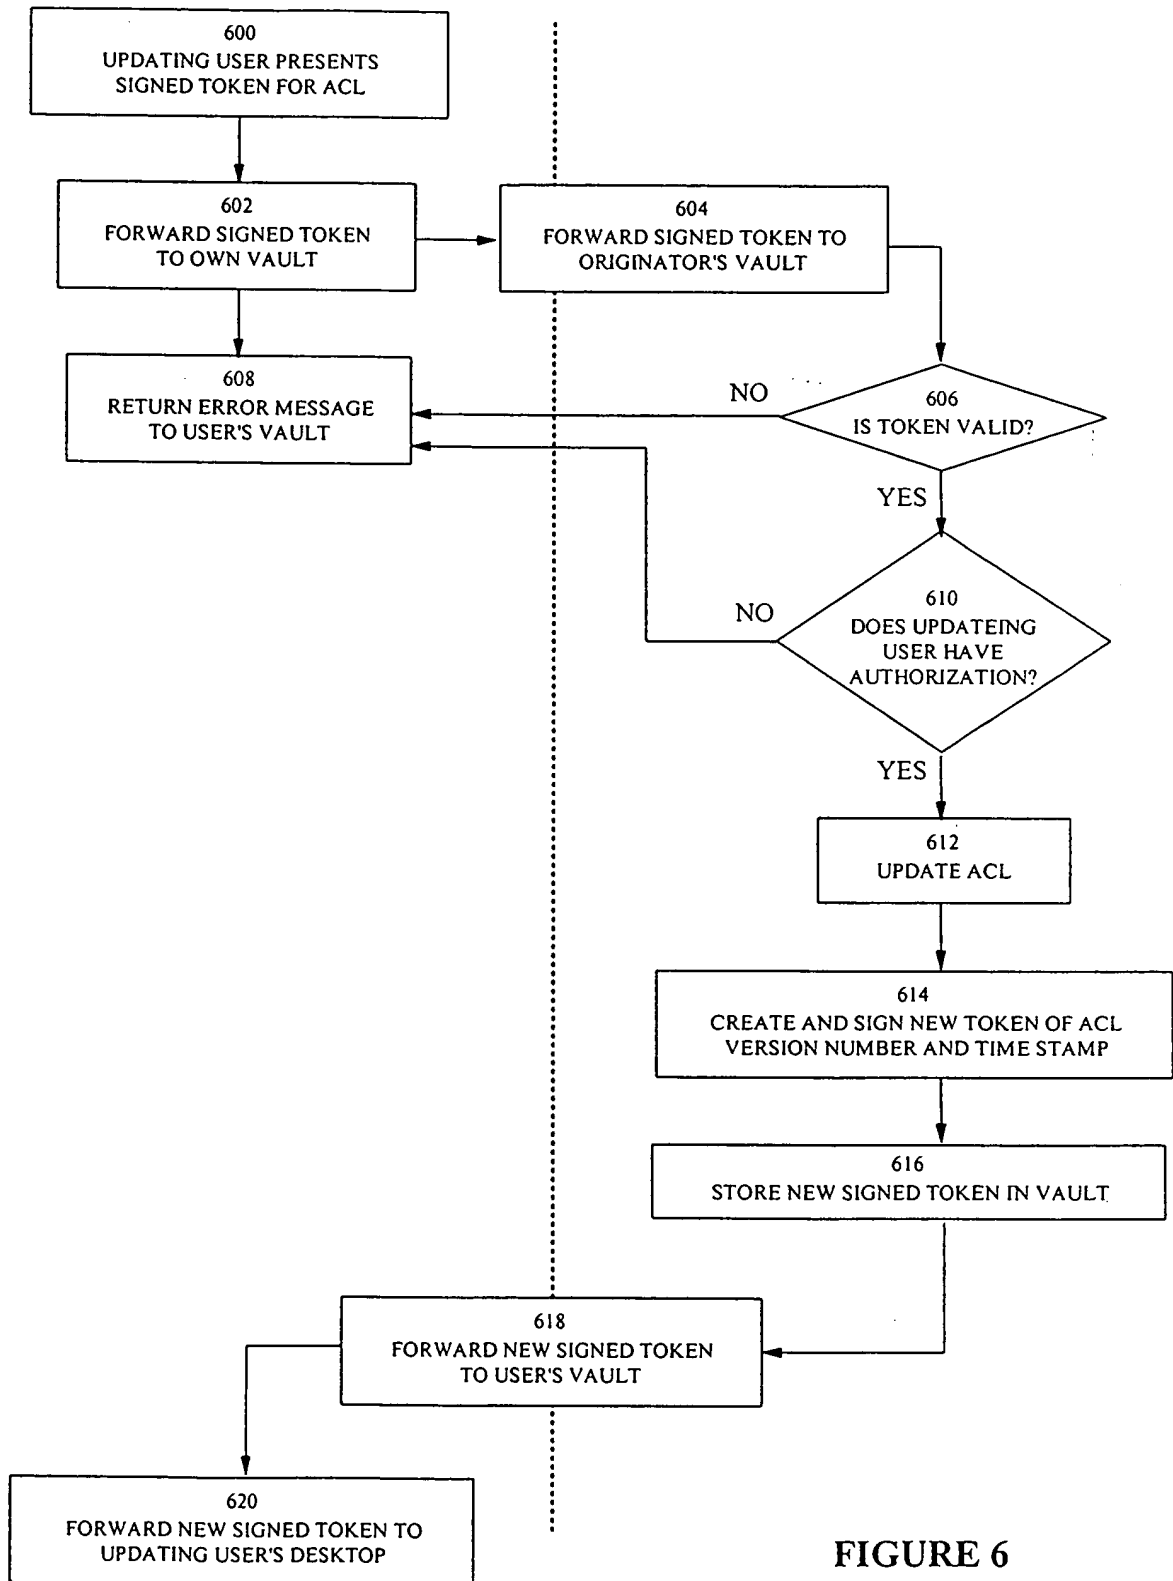 600
UPDATING USER PRESENTS
SIGNED TOKEN FOR ACL
602
FORWARD SIGNED TOKEN
TO OWN VAULT
604
FORWARD SIGNED TOKEN TO
ORIGINATOR'S VAULT
608
RETURN ERROR MESSAGE
TO USER'S VAULT
NO
606
IS TOKEN VALID?
YES
NO
610
DOES UPDATEING
USER HAVE
AUTHORIZATION?
YES
612
UPDATE ACL
614
CREATE AND SIGN NEW TOKEN OF ACL
VERSION NUMBER AND TIME STAMP
616
STORE NEW SIGNED TOKEN IN VAULT
618
FORWARD NEW SIGNED TOKEN
TO USER'S VAULT
620
FORWARD NEW SIGNED TOKEN TO
UPDATING USER'S DESKTOP
FIGURE 6